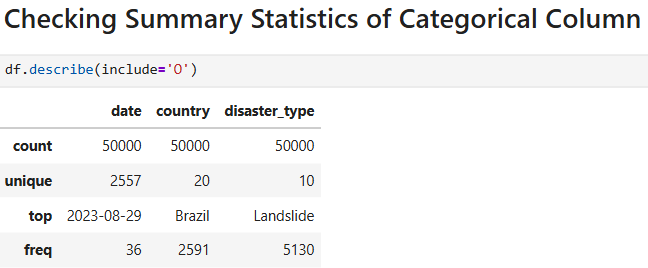 Checking Summary Statistics of Categorical Column
df.describe(include='O')
date country disaster_type
count 50000 50000 50000
unique 2557 20 10
top 2023-08-29 Brazil Landslide
freq 36 2591 5130